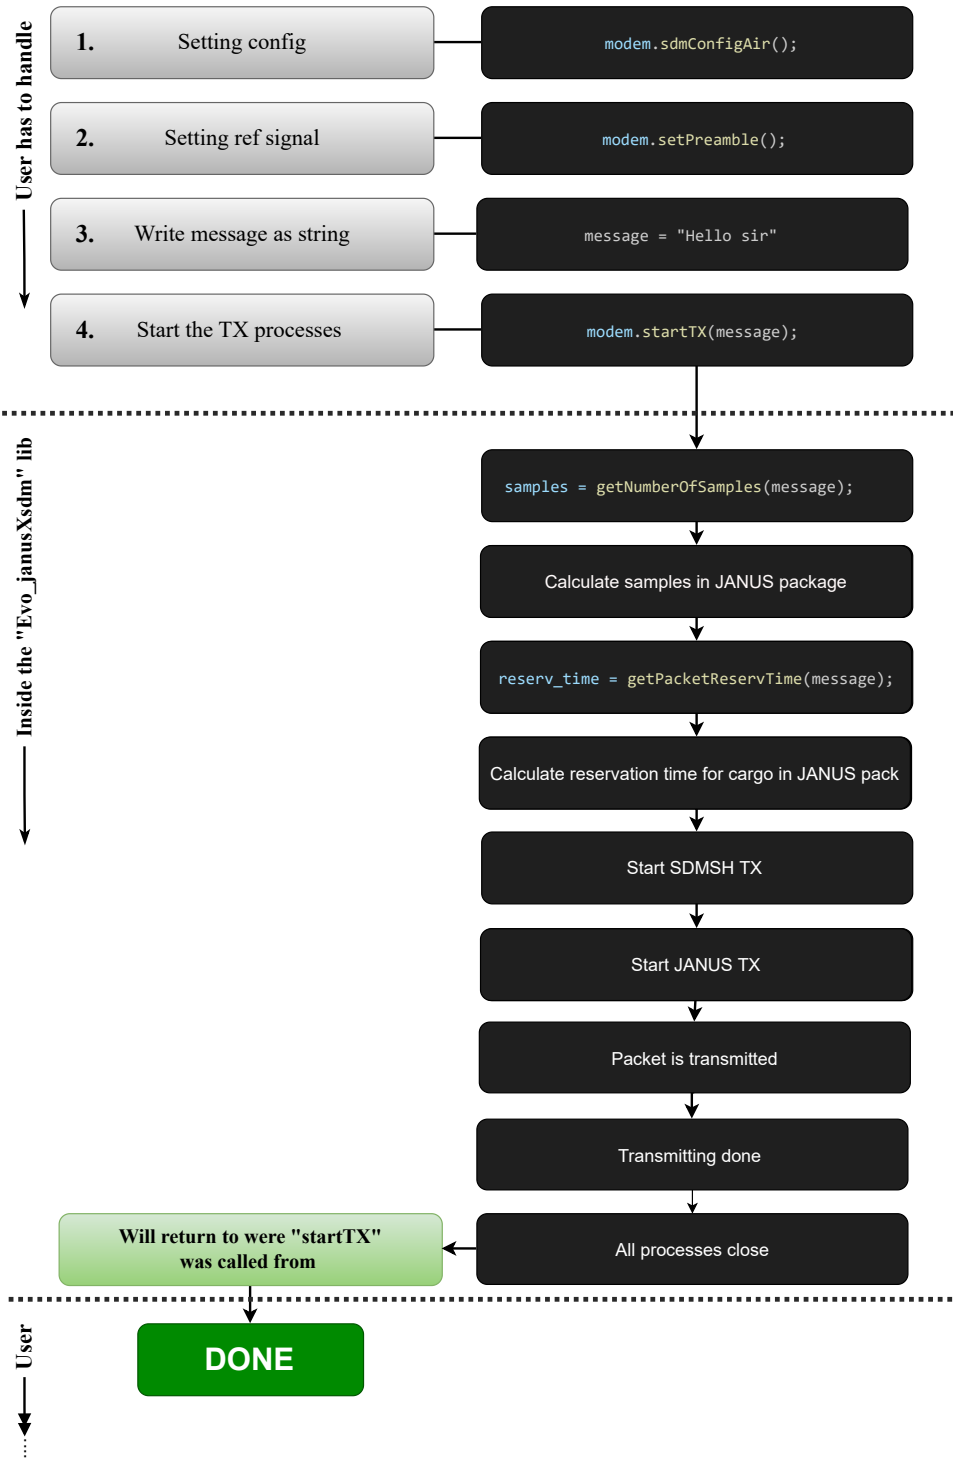 User has to handle
1. Setting config
modem.sdmConfigAir();
2. Setting ref signal
modem.setPreamble();
3. Write message as string
message = "Hello sir"
4. Start the TX processes
modem.startTX(message);
Inside the "Evo_janusXsdm" lib
samples = getNumberOfSamples(message);
Calculate samples in JANUS package
reserv_time = getPacketReservTime(message);
Calculate reservation time for cargo in JANUS pack
Start SDMSH TX
Start JANUS TX
Packet is transmitted
Transmitting done
All processes close
Will return to were "startTX"
was called from
User
DONE